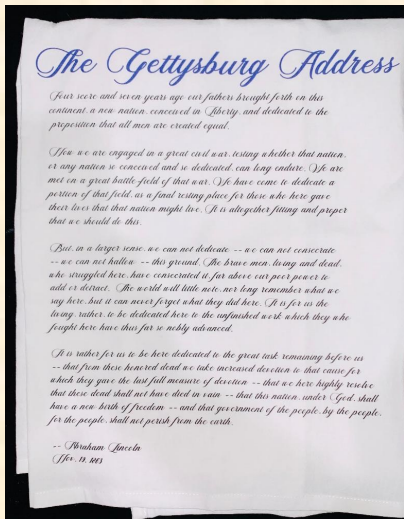 The Gettysburg Address
Four score and seven years ago our fathers brought forth on this
continent, a new nation, conceived in Liberty, and dedicated to the
proposition that all men are created equal.
Now we are engaged in a great civil war, testing whether that nation,
or any nation so conceived and so dedicated, can long endure. We are
met on a great battle-field of that war. We have come to dedicate a
portion of that field, as a final resting place for those who here gave
their lives that that nation might live. It is altogether fitting and proper
that we should do this.
But, in a larger sense, we can not dedicate -- we can not consecrate
-- we can not hallow -- this ground. The brave men, living and dead,
who struggled here, have consecrated it, far above our poor power to
add or detract. The world will little note, nor long remember what we
say here, but it can never forget what they did here. It is for us the
living, rather, to be dedicated here to the unfinished work which they who
fought here have thus far so nobly advanced.
It is rather for us to be here dedicated to the great task remaining before us
-- that from these honored dead we take increased devotion to that cause for
which they gave the last full measure of devotion -- that we here highly resolve
that these dead shall not have died in vain -- that this nation, under God, shall
have a new birth of freedom -- and that government of the people, by the people,
for the people, shall not perish from the earth.
-- Abraham Lincoln
Nov. 19, 1863